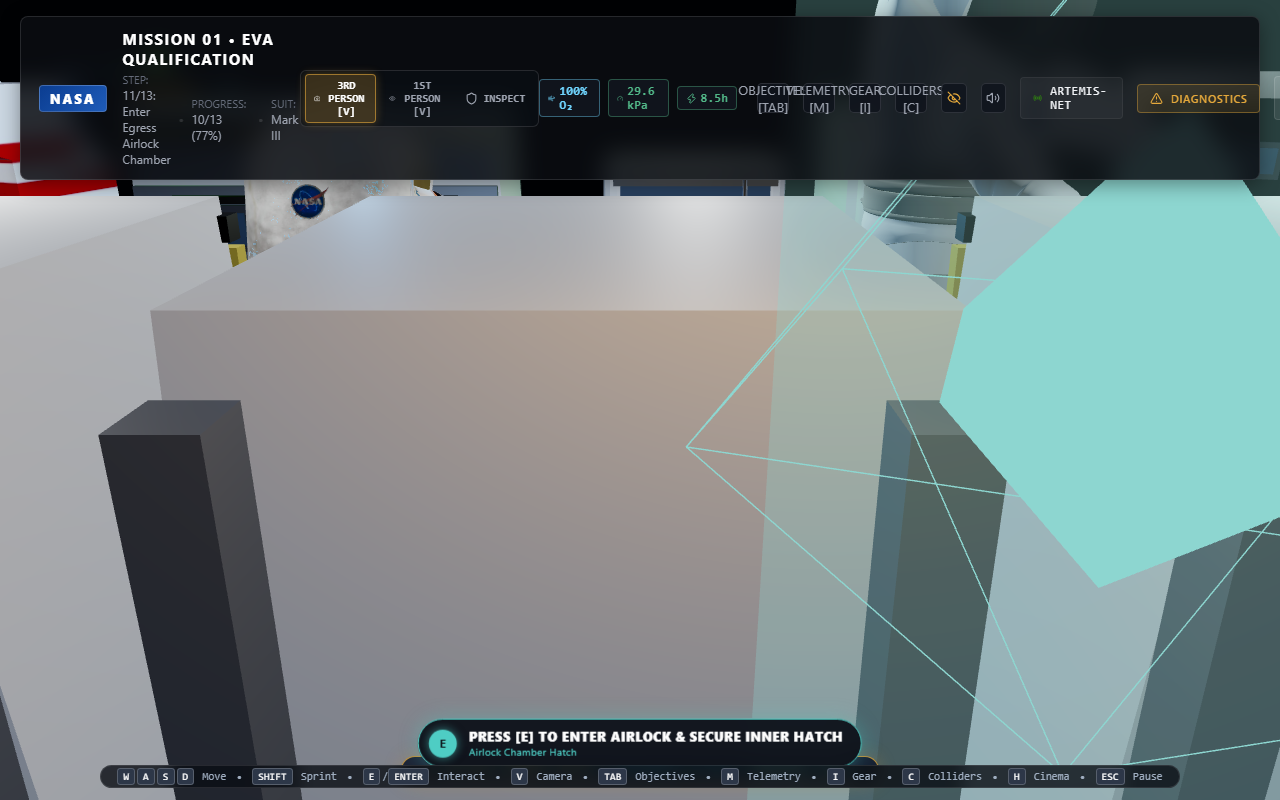 MISSION 01 • EVA
QUALIFICATION
NASA
STEP:
11/13:
Enter
Egress
Airlock
Chamber
PROGRESS:
10/13
(77%)
SUIT:
Mark
III
3RD
PERSON
[V]
1ST
PERSON
[V]
INSPECT
100%
O₂
29.6
kPa
8.5h
OBJECTIVE
[TAB]
TELEMETRY
[M]
GEAR
[I]
COLLIDERS
[C]
ARTEMIS-
NET
DIAGNOSTICS
NASA
E PRESS [E] TO ENTER AIRLOCK & SECURE INNER HATCH
Airlock Chamber Hatch
W A S D Move • SHIFT Sprint • E / ENTER Interact • V Camera • TAB Objectives • M Telemetry • I Gear • C Colliders • H Cinema • ESC Pause